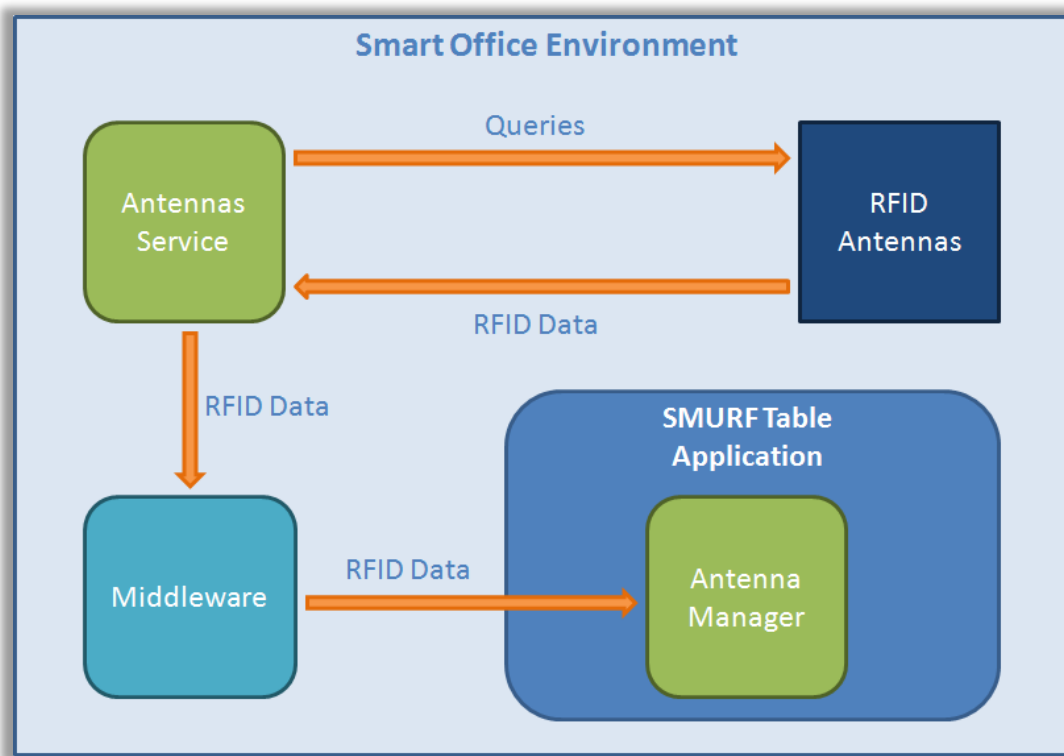 Smart Office Environment
Queries
Antennas
Service
RFID
Antennas
RFID Data
RFID Data
SMURF Table
Application
Middleware
RFID Data
Antenna
Manager